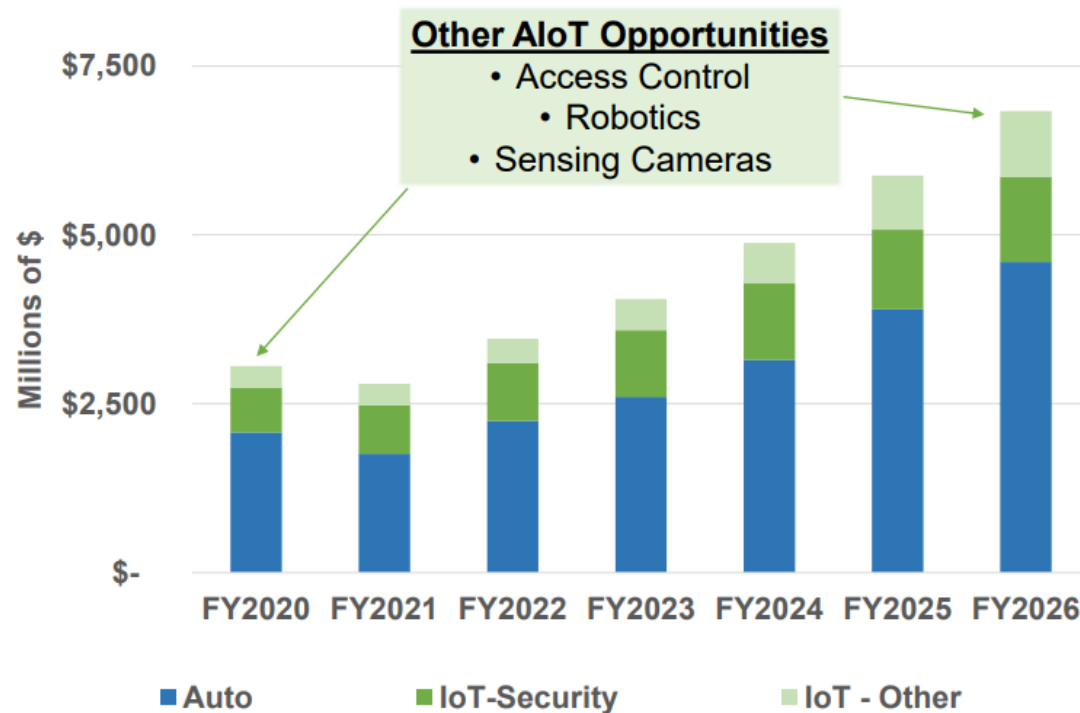 Other AIoT Opportunities
• Access Control
• Robotics
• Sensing Cameras
Millions of $
$7,500
$5,000
$2,500
$-
FY2020 FY2021 FY2022 FY2023 FY2024 FY2025 FY2026
Auto IoT-Security IoT - Other